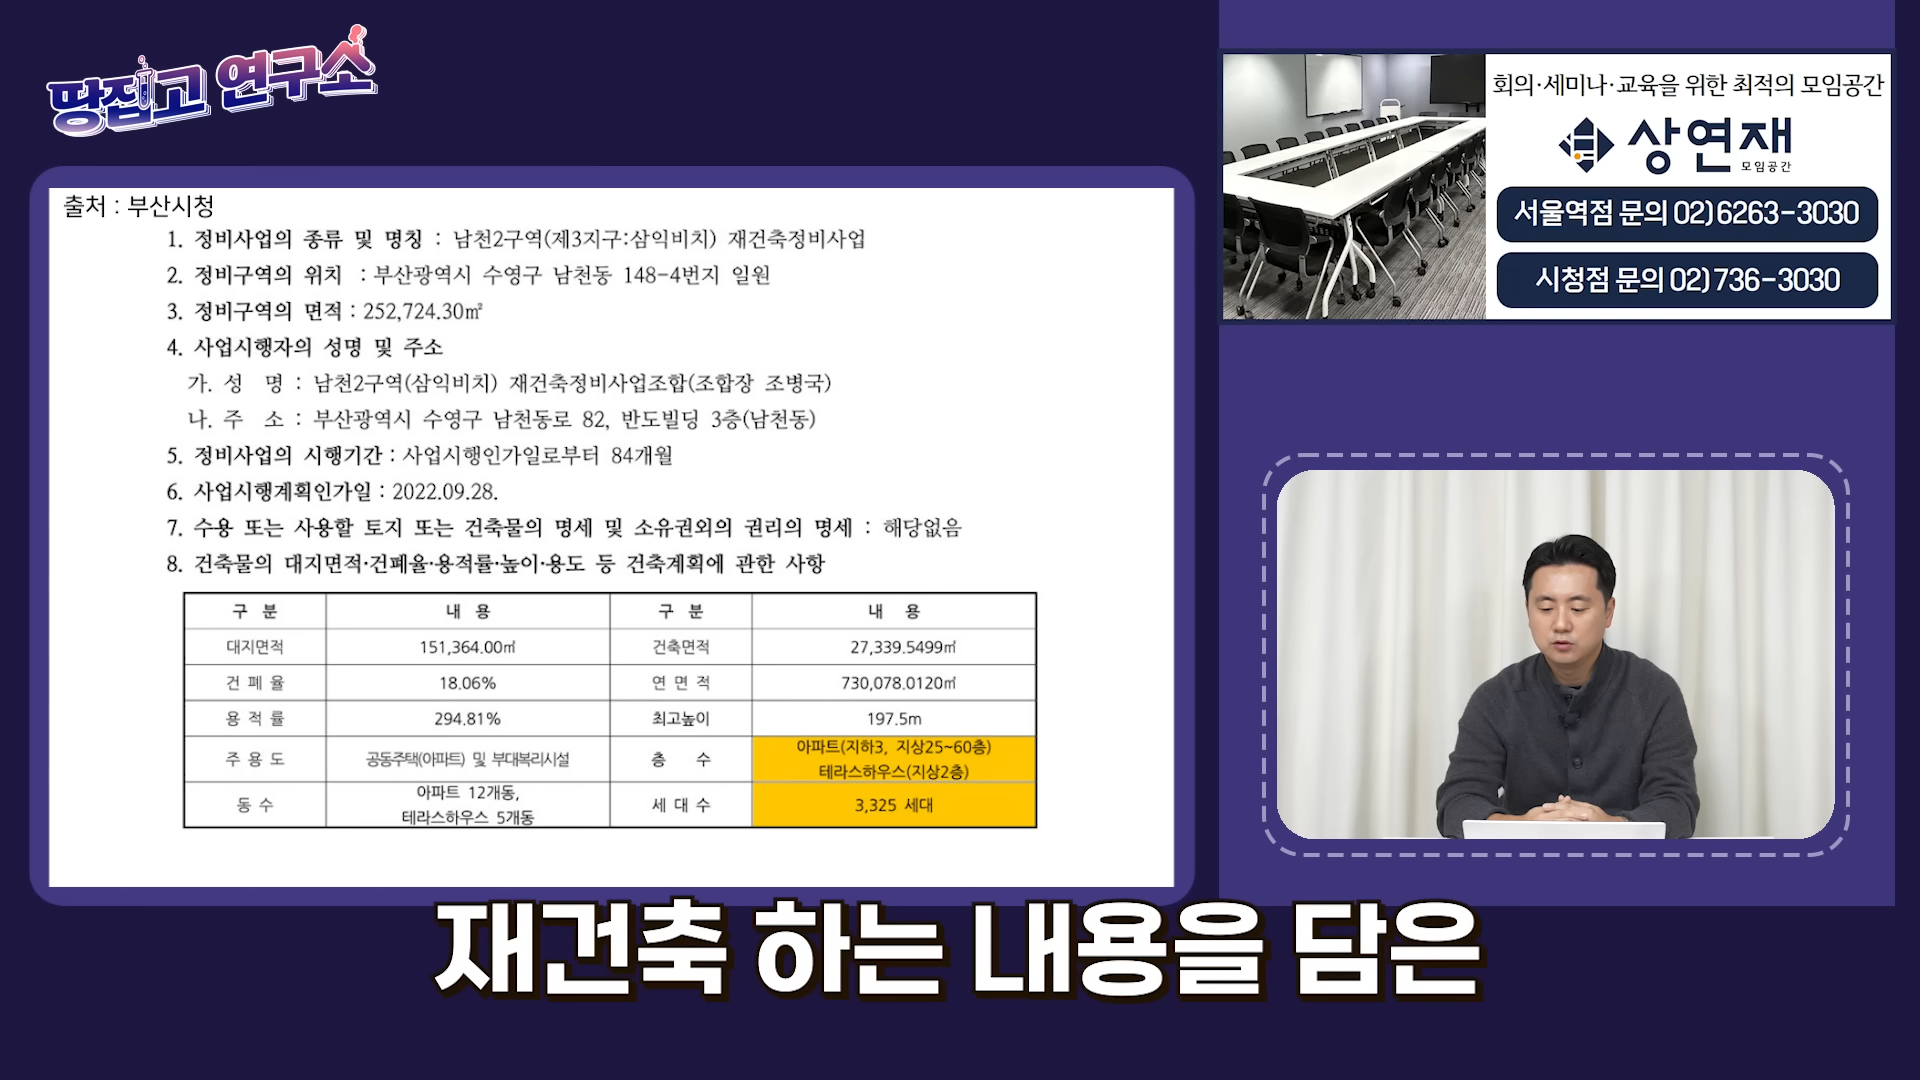 땅집고 연구소
출처 : 부산시청
1. 정비사업의 종류 및 명칭 : 남천2구역(제3지구:삼익비치) 재건축정비사업
2. 정비구역의 위치 : 부산광역시 수영구 남천동 148-4번지 일원
3. 정비구역의 면적 : 252,724.30㎡
4. 사업시행자의 성명 및 주소
가. 성 명 : 남천2구역(삼익비치) 재건축정비사업조합(조합장 조병국)
나. 주 소 : 부산광역시 수영구 남천동로 82, 반도빌딩 3층(남천동)
5. 정비사업의 시행기간 : 사업시행인가일로부터 84개월
6. 사업시행계획인가일 : 2022.09.28.
7. 수용 또는 사용할 토지 또는 건축물의 명세 및 소유권외의 권리의 명세 : 해당없음
8. 건축물의 대지면적·건폐율·용적률·높이·용도 등 건축계획에 관한 사항
구 분 내 용 구 분 내 용
대지면적 151,364.00㎡ 건축면적 27,339.5499㎡
건 폐 율 18.06% 연 면 적 730,078.0120㎡
용 적 률 294.81% 최고높이 197.5m
주 용 도 공동주택(아파트) 및 부대복리시설 층 수 아파트(지하3, 지상25~60층)
테라스하우스(지상2층)
동 수 아파트 12개동,
테라스하우스 5개동 세 대 수 3,325 세대
회의·세미나·교육을 위한 최적의 모임공간
상연재
모임공간
서울역점 문의 02)6263-3030
시청점 문의 02)736-3030
재건축 하는 내용을 담은